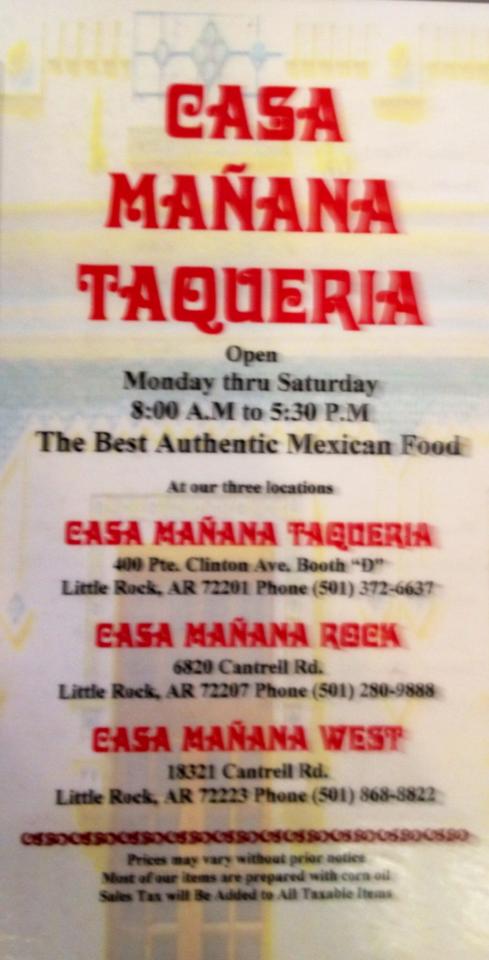 CASA
MAÑANA
TAQUERIA
Open
Monday thru Saturday
8:00 A.M to 5:30 P.M
The Best Authentic Mexican Food
At our three locations
CASA MAÑANA TAQUERIA
400 Pte. Clinton Ave. Booth “D”
Little Rock, AR 72201 Phone (501) 372-6637
CASA MAÑANA ROCK
6820 Cantrell Rd.
Little Rock, AR 72207 Phone (501) 280-9888
CASA MAÑANA WEST
18321 Cantrell Rd.
Little Rock, AR 72223 Phone (501) 868-8822
Prices may vary without prior notice
Most of our items are prepared with corn oil
Sales Tax will Be Added to All Taxable Items